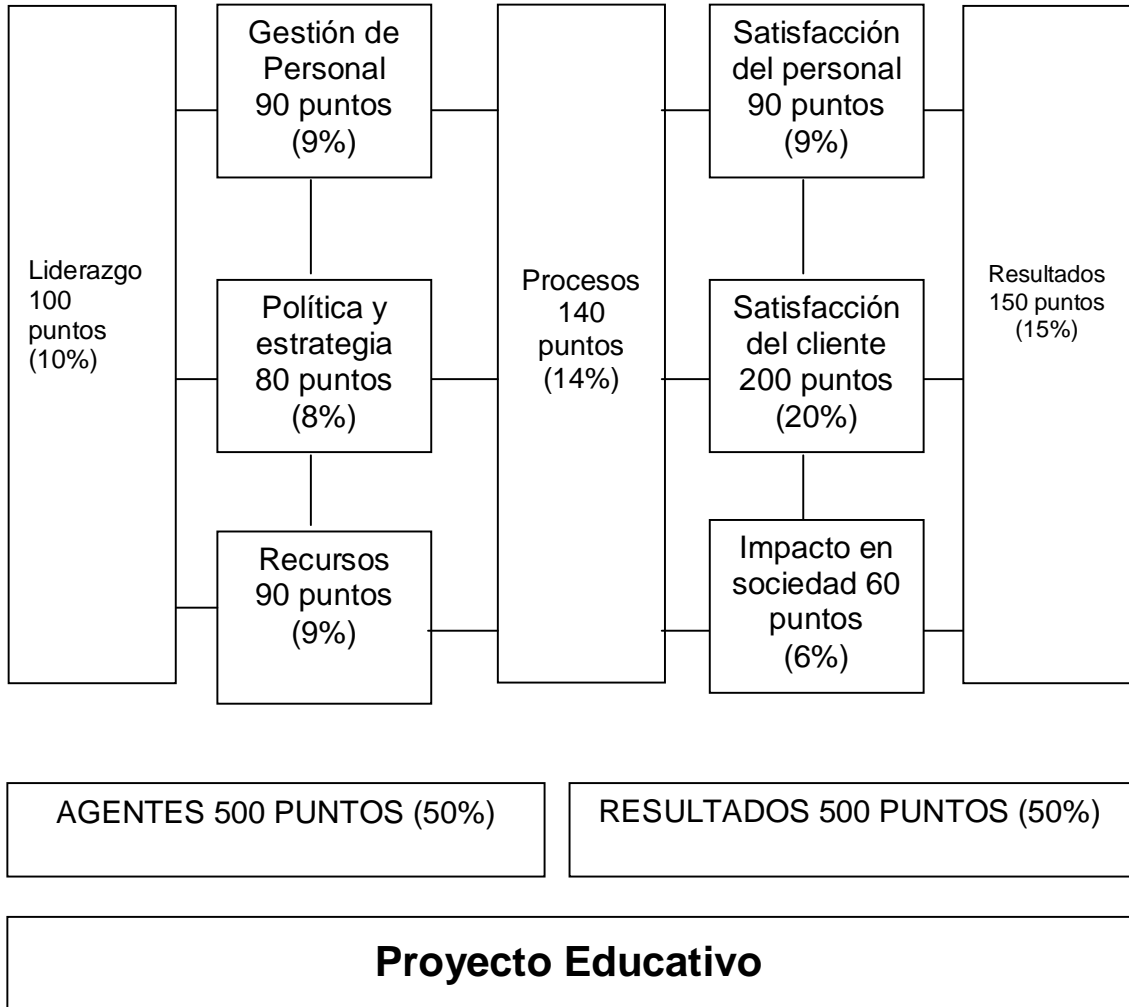 Gestión de
Personal
90 puntos
(9%)
Satisfacción
del personal
90 puntos
(9%)
Liderazgo
100
puntos
(10%)
Política y
estrategia
80 puntos
(8%)
Procesos
140
puntos
(14%)
Satisfacción
del cliente
200 puntos
(20%)
Resultados
150 puntos
(15%)
Recursos
90 puntos
(9%)
Impacto en
sociedad 60
puntos
(6%)
AGENTES 500 PUNTOS (50%)
RESULTADOS 500 PUNTOS (50%)
Proyecto Educativo